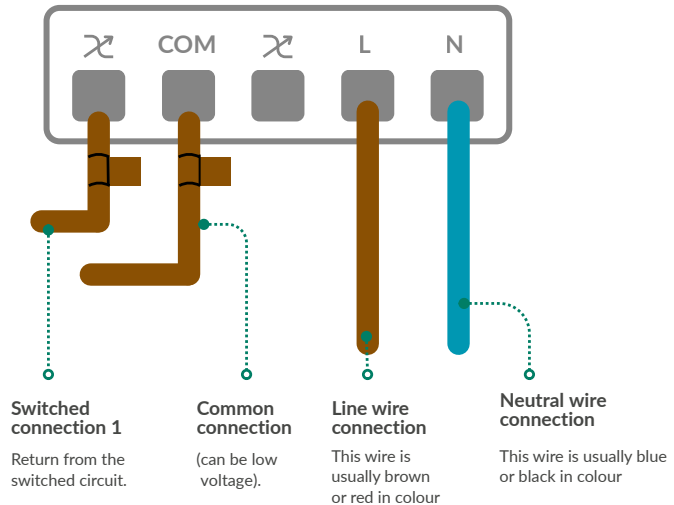 COM L N
Switched
connection 1
Return from the
switched circuit.
Common
connection
(can be low
voltage).
Line wire
connection
This wire is
usually brown
or red in colour
Neutral wire
connection
This wire is usually blue
or black in colour